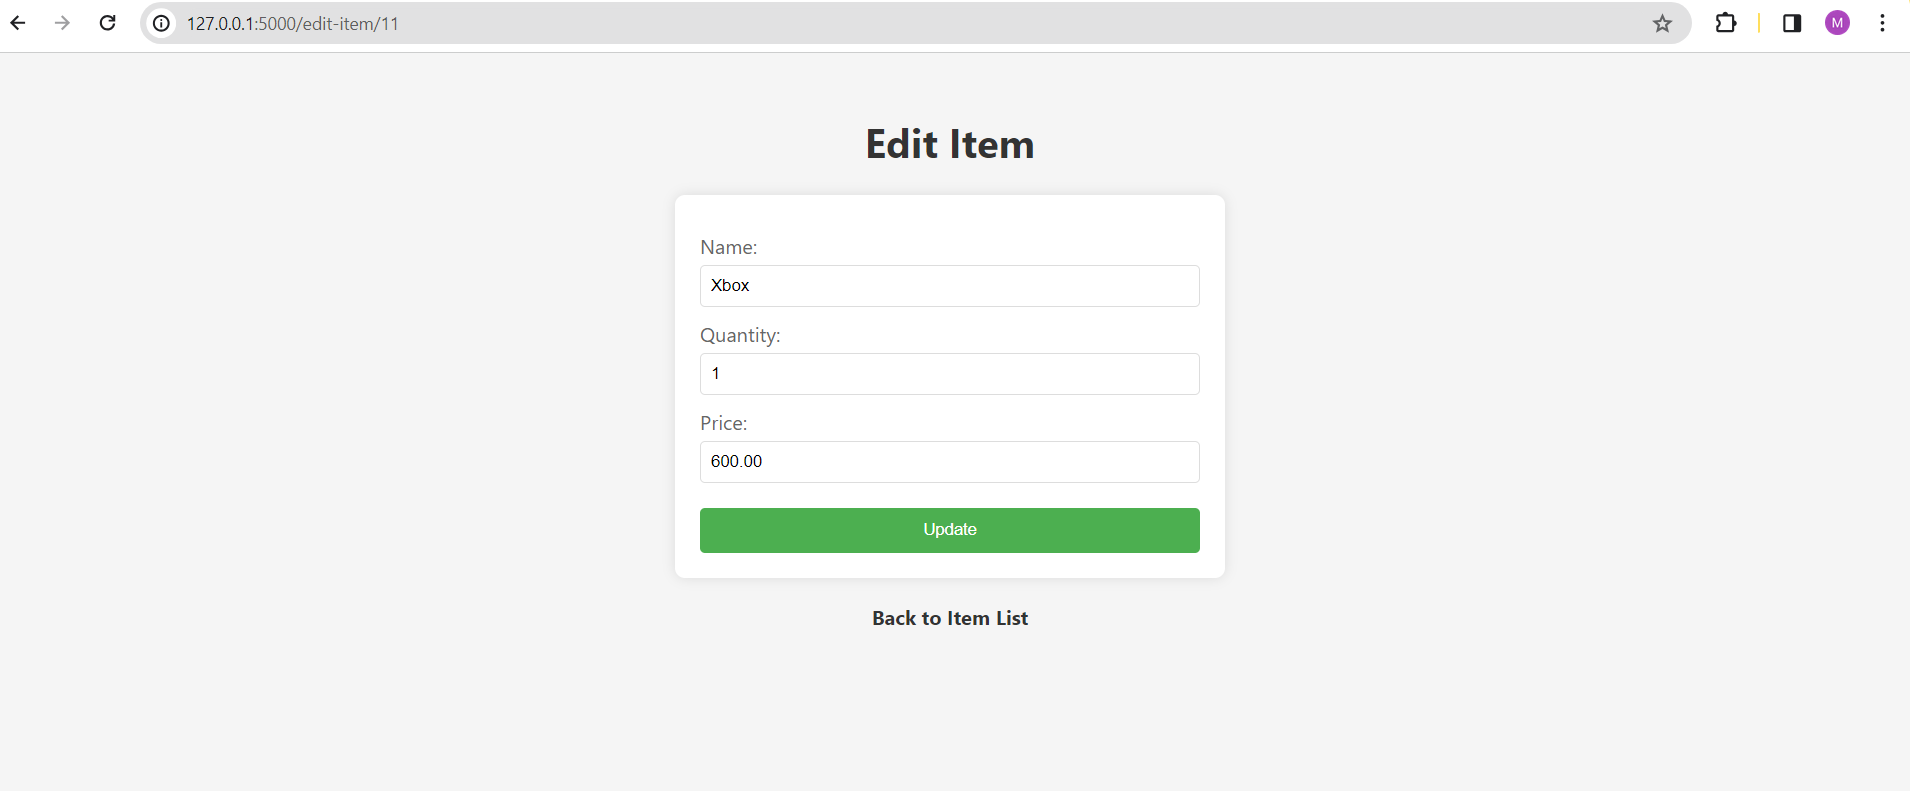 127.0.0.1:5000/edit-item/11
M
Edit Item
Name:
Xbox
Quantity:
1
Price:
600.00
Update
Back to Item List